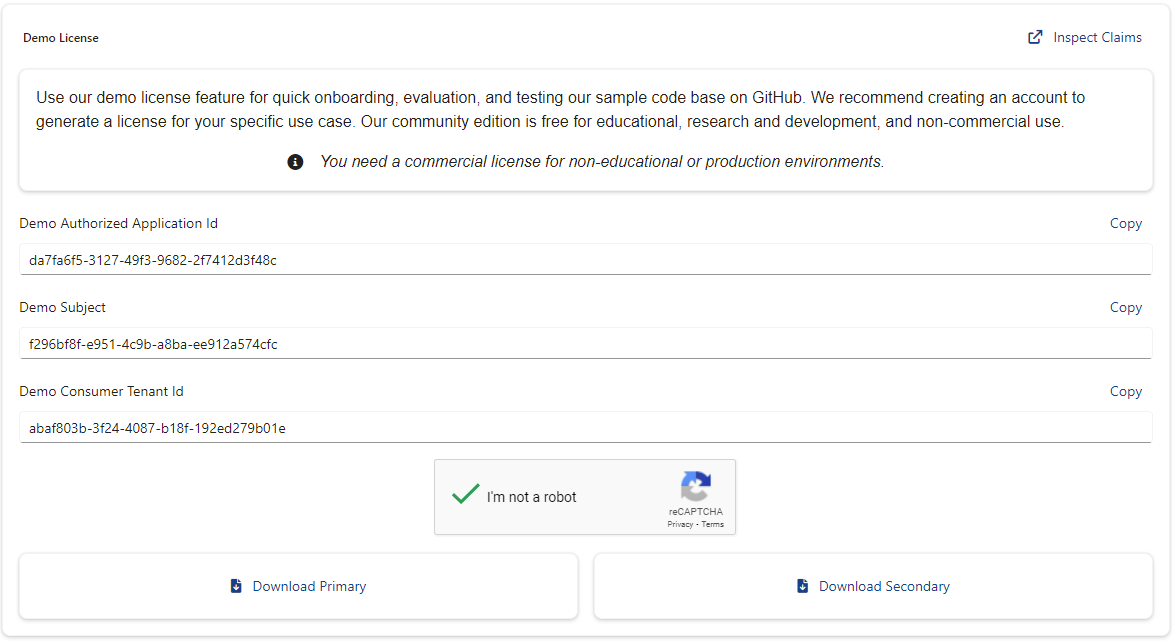 Demo License
Inspect Claims
Use our demo license feature for quick onboarding, evaluation, and testing our sample code base on GitHub. We recommend creating an account to
generate a license for your specific use case. Our community edition is free for educational, research and development, and non-commercial use.
You need a commercial license for non-educational or production environments.
Demo Authorized Application Id
Copy
da7fa6f5-3127-49f3-9682-2f7412d3f48c
Demo Subject
Copy
f296bf8f-e951-4c9b-a8ba-ee912a574cfc
Demo Consumer Tenant Id
Copy
abaf803b-3f24-4087-b18f-192ed279b01e
I'm not a robot
reCAPTCHA
Privacy - Terms
Download Primary
Download Secondary